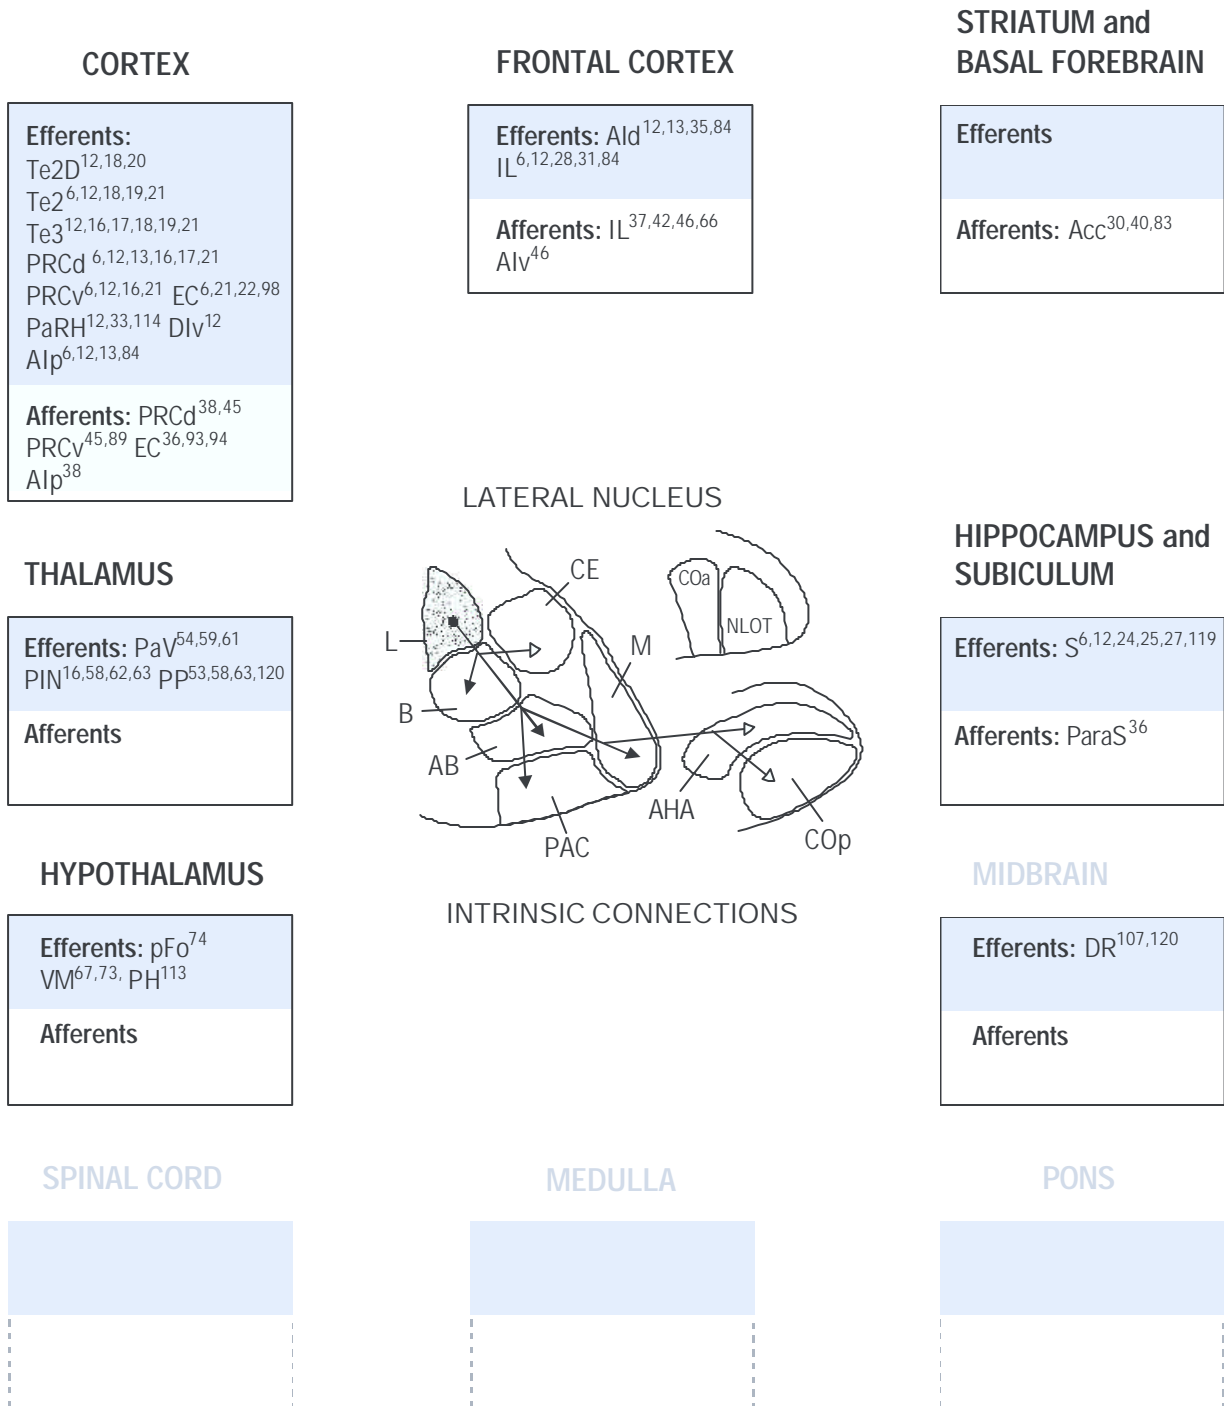 CORTEX
Efferents:
Te2D12,18,20
Te2 6,12,18,19,21
Te3 12,16,17,18,19,21
PRCd 6,12,13,16,17,21
PRCv6,12,16,21 EC6,21,22,98
PaRH12,33,114 DIv12
AIp6,12,13,84
Afferents: PRCd38,45
PRCv45,89 EC36,93,94
AIp38
FRONTAL CORTEX
Efferents: AId12,13,35,84
IL6,12,28,31,84
Afferents: IL37,42,46,66
AIv46
STRIATUM and
BASAL FOREBRAIN
Efferents
Afferents: Acc30,40,83
THALAMUS
Efferents: PaV54,59,61
PIN16,58,62,63 PP53,58,63,120
Afferents
LATERAL NUCLEUS
CE
COa
NLOT
L
M
B
AB
AHA
PAC
COp
INTRINSIC CONNECTIONS
HIPPOCAMPUS and
SUBICULUM
Efferents: S6,12,24,25,27,119
Afferents: ParaS36
HYPOTHALAMUS
Efferents: pFo74
VM67,73, PH113
Afferents
MIDBRAIN
Efferents: DR107,120
Afferents
SPINAL CORD
MEDULLA
PONS